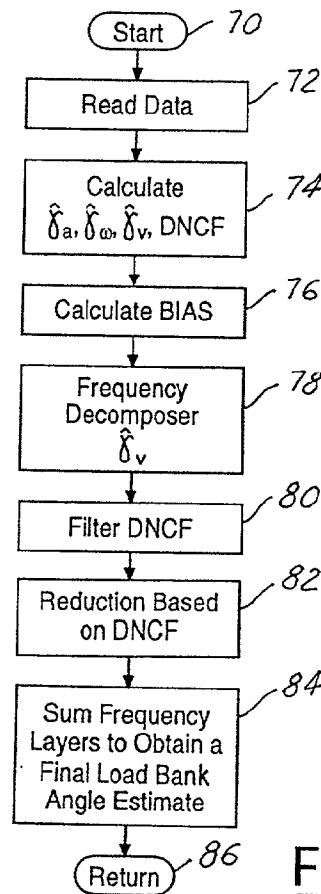 Start
70
Read Data
72
Calculate
γ̂a, γ̂ω, γ̂v, DNCF
74
Calculate BIAS
76
Frequency
Decomposer
γ̂v
78
Filter DNCF
80
Reduction Based
on DNCF
82
Sum Frequency
Layers to Obtain a
Final Load Bank
Angle Estimate
84
Return
86
F